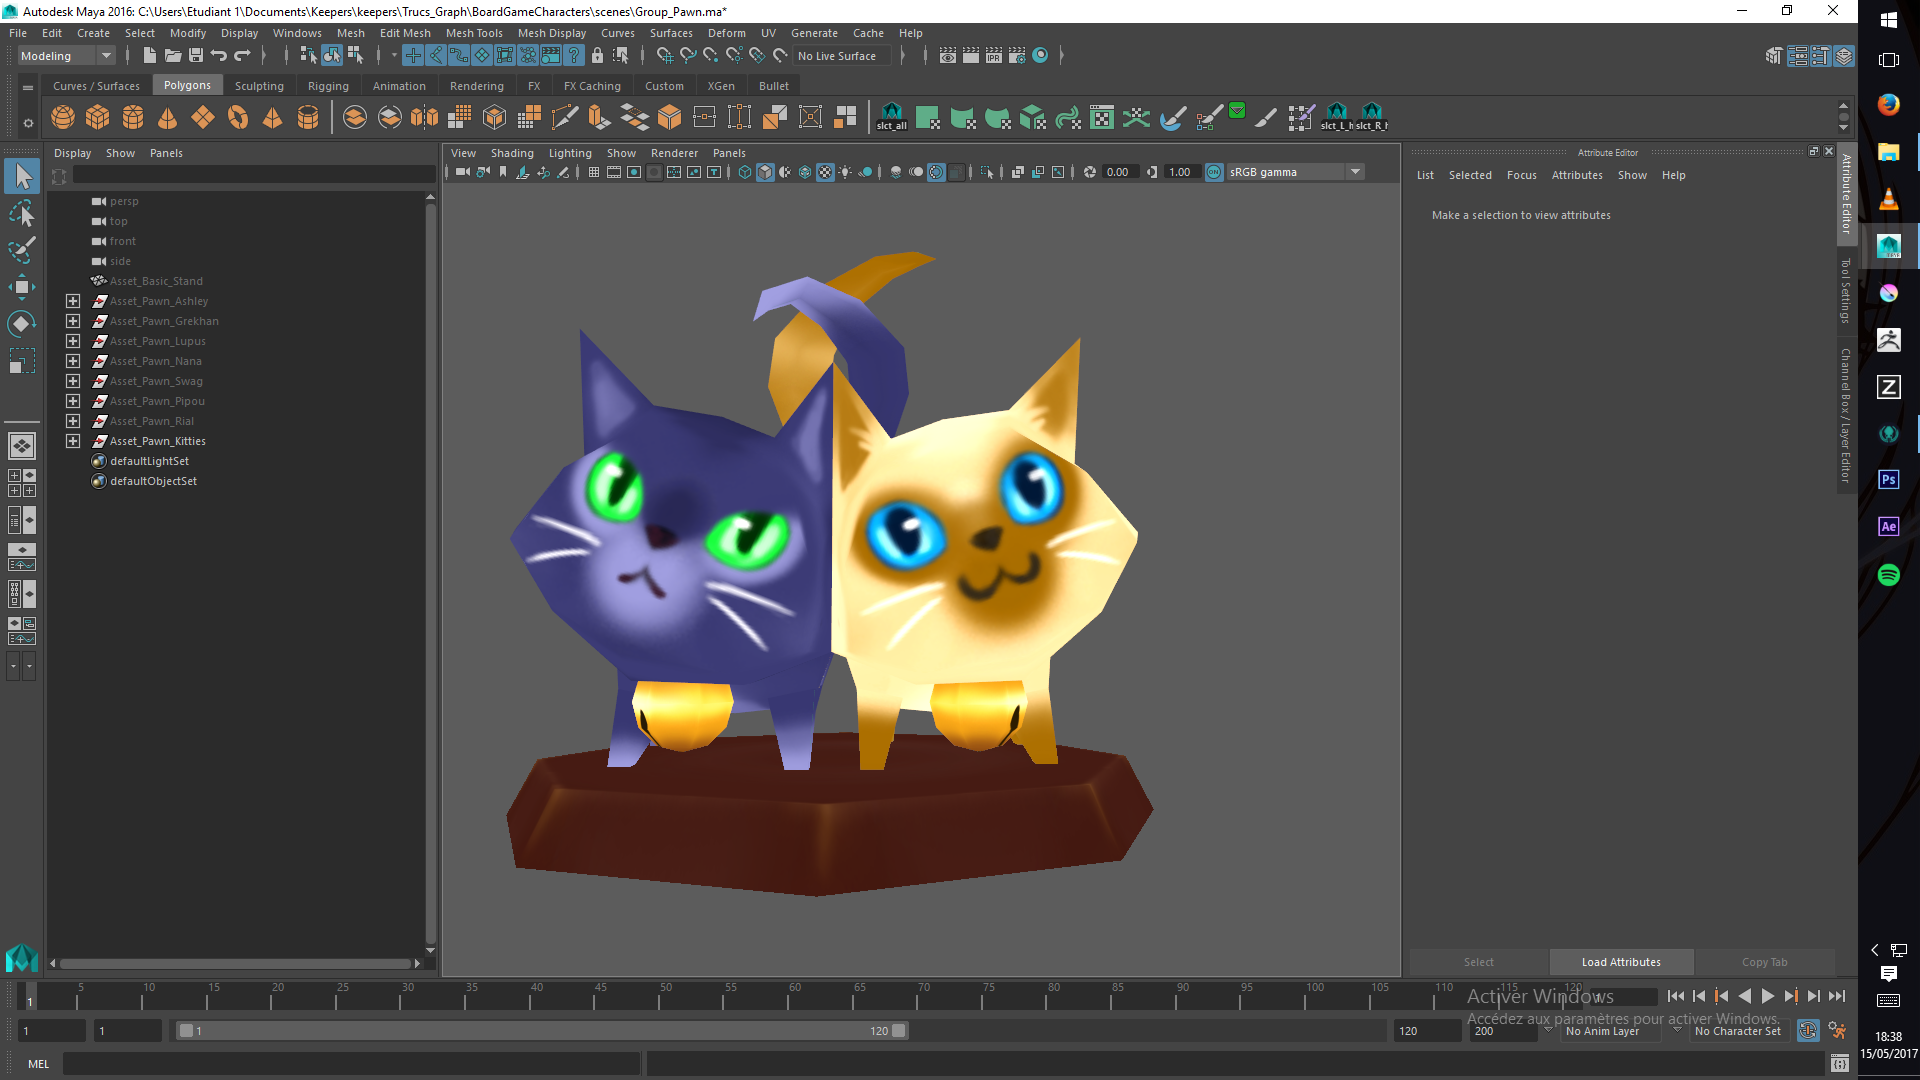 Autodesk Maya 2016: C:\Users\Etudiant 1\Documents\Keepers\keepers\Trucs_Graph\BoardGameCharacters\scenes\Group_Pawn.ma*
File Edit Create Select Modify Display Windows Mesh Edit Mesh Mesh Tools Mesh Display Curves Surfaces Deform UV Generate Cache Help
Modeling
No Live Surface
IPR
Curves / Surfaces Polygons Sculpting Rigging Animation Rendering FX FX Caching Custom XGen Bullet
slct_all slct_L_h slct_R_h
Display Show Panels
View Shading Lighting Show Renderer Panels
0.00 1.00 ON sRGB gamma
Attribute Editor
List Selected Focus Attributes Show Help
Make a selection to view attributes
Attribute Editor
Tool Settings
Channel Box / Layer Editor
persp
top
front
side
Asset_Basic_Stand
Asset_Pawn_Ashley
Asset_Pawn_Grekhan
Asset_Pawn_Lupus
Asset_Pawn_Nana
Asset_Pawn_Swag
Asset_Pawn_Pipou
Asset_Pawn_Rial
Asset_Pawn_Kitties
defaultLightSet
defaultObjectSet
Z
Ps
Ae
Select Load Attributes Copy Tab
5 10 15 20 25 30 35 40 45 50 55 60 65 70 75 80 85 90 95 100 105 110 115 120
1
1
Activer Windows
Accédez aux paramètres pour activer Windows.
1 1 1 120 120 200 No Anim Layer No Character Set
MEL
18:38
15/05/2017